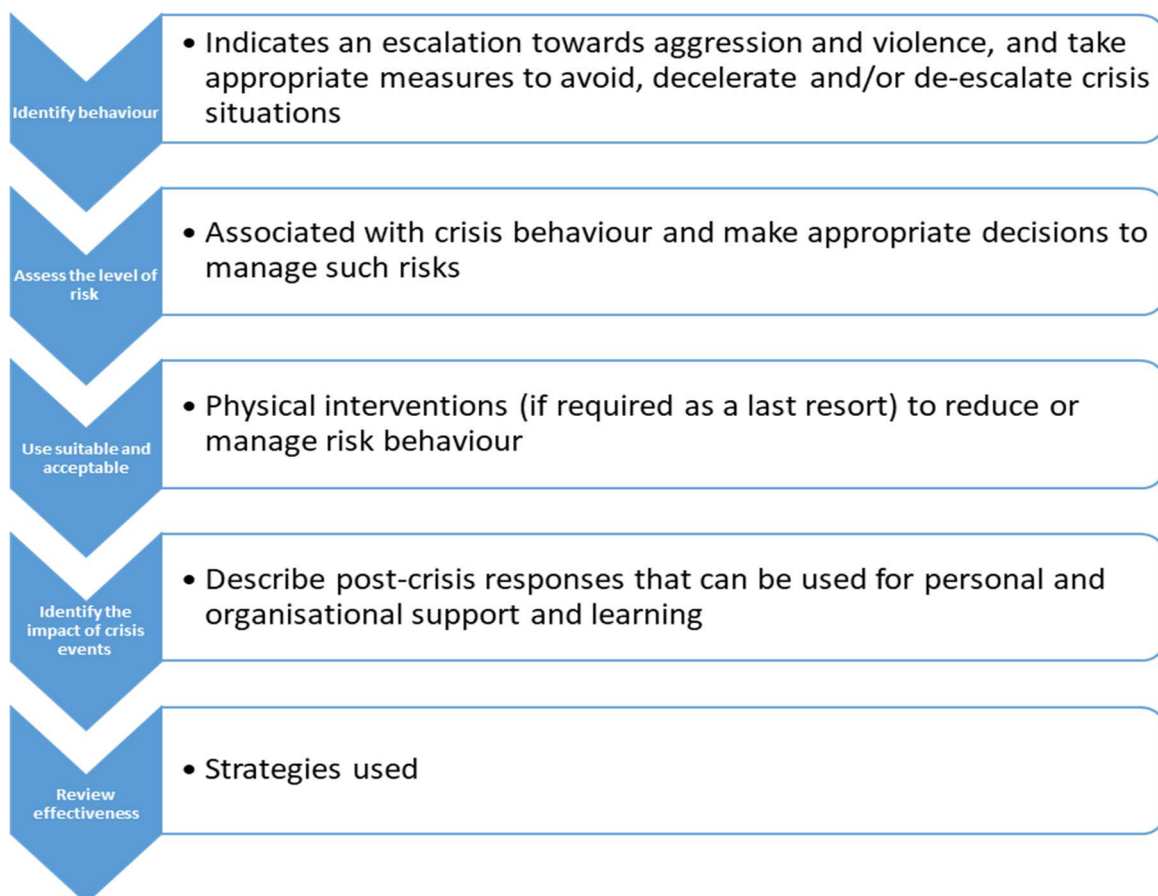 Identify behaviour
• Indicates an escalation towards aggression and violence, and take
appropriate measures to avoid, decelerate and/or de-escalate crisis
situations
Assess the level of
risk
• Associated with crisis behaviour and make appropriate decisions to
manage such risks
Use suitable and
acceptable
• Physical interventions (if required as a last resort) to reduce or
manage risk behaviour
Identify the
impact of crisis
events
• Describe post-crisis responses that can be used for personal and
organisational support and learning
Review
effectiveness
• Strategies used